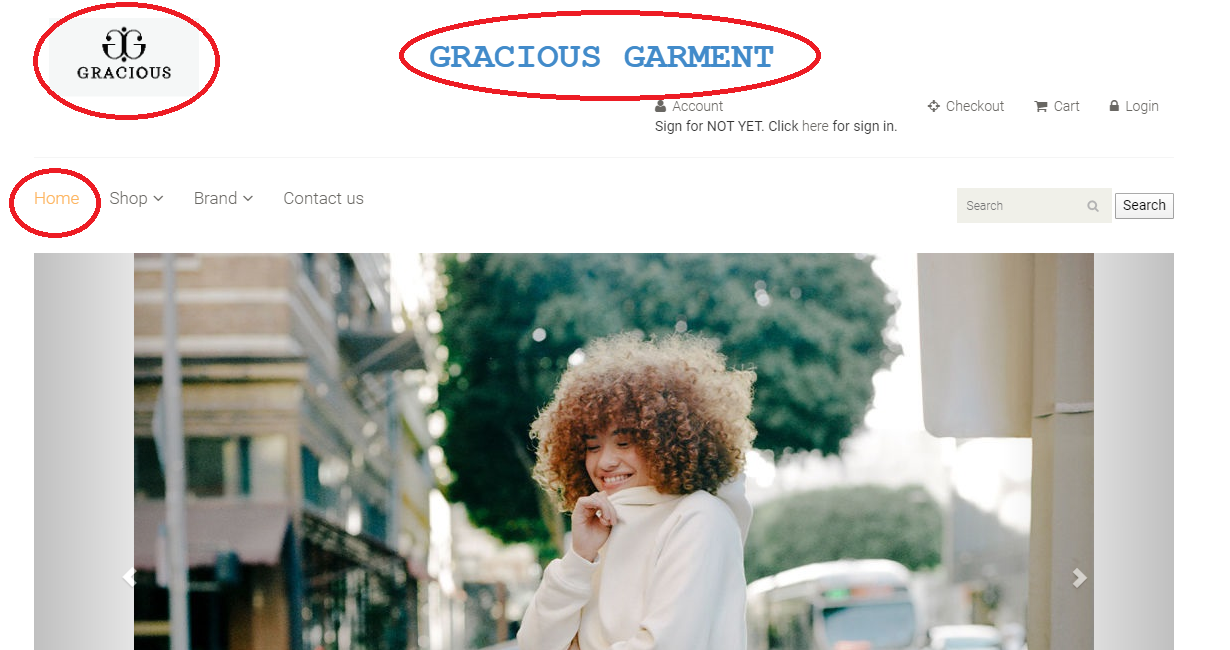 GRACIOUS
GRACIOUS GARMENT
Account
Checkout
Cart
Login
Sign for NOT YET. Click here for sign in.
Home
Shop
Brand
Contact us
Search
Search